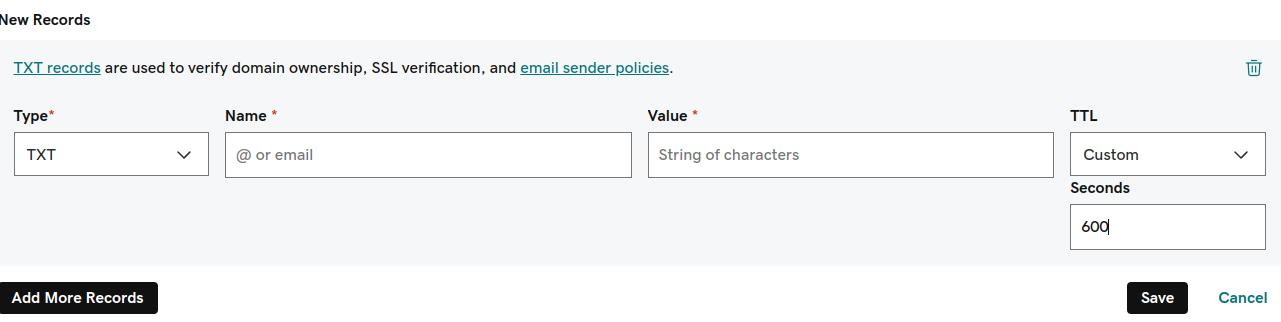 New Records
TXT records are used to verify domain ownership, SSL verification, and email sender policies.
Type* Name * Value * TTL
TXT @ or email String of characters Custom
Seconds
600
Add More Records Save Cancel